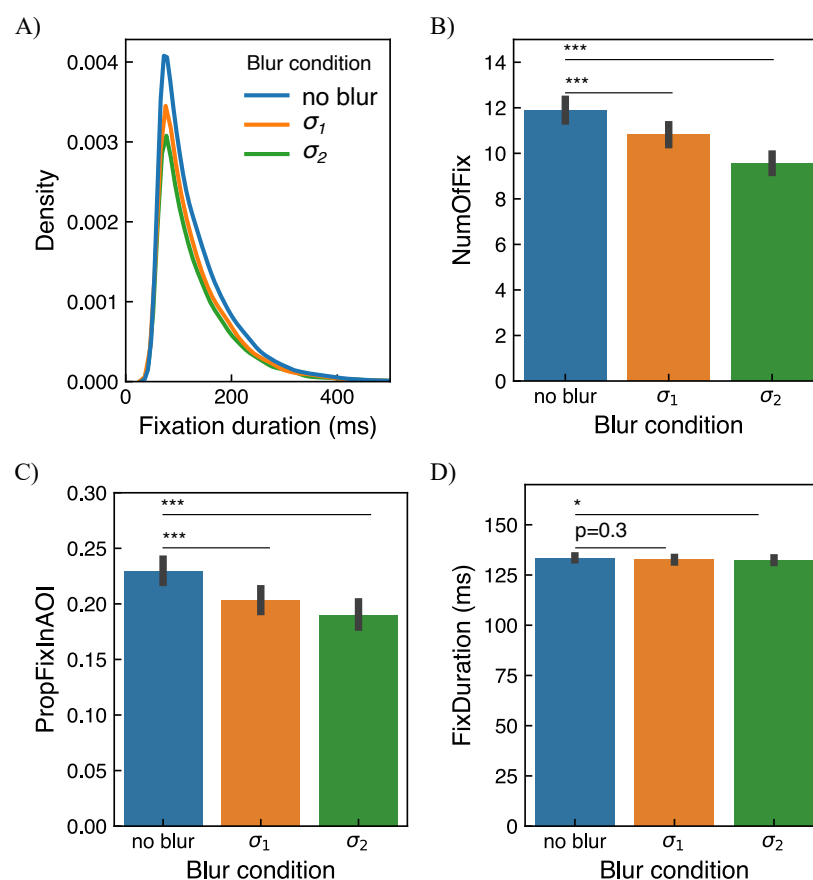 A)
Blur condition
no blur
σ1
σ2
0.004
0.003
0.002
0.001
0.000
Density
0 200 400
Fixation duration (ms)
B)
***
***
14
12
10
8
6
4
2
0
NumOfFix
no blur σ1 σ2
Blur condition
C)
***
***
0.30
0.25
0.20
0.15
0.10
0.05
0.00
PropFixInAOI
no blur σ1 σ2
Blur condition
D)
*
p=0.3
150
125
100
75
50
25
0
FixDuration (ms)
no blur σ1 σ2
Blur condition